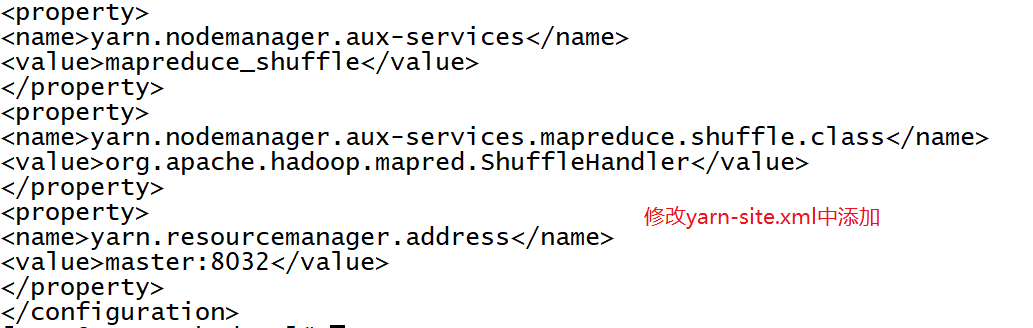 <property>
<name>yarn.nodemanager.aux-services</name>
<value>mapreduce_shuffle</value>
</property>
<property>
<name>yarn.nodemanager.aux-services.mapreduce.shuffle.class</name>
<value>org.apache.hadoop.mapred.ShuffleHandler</value>
</property>
<property>
修改yarn-site.xml中添加
<name>yarn.resourcemanager.address</name>
<value>master:8032</value>
</property>
</configuration>